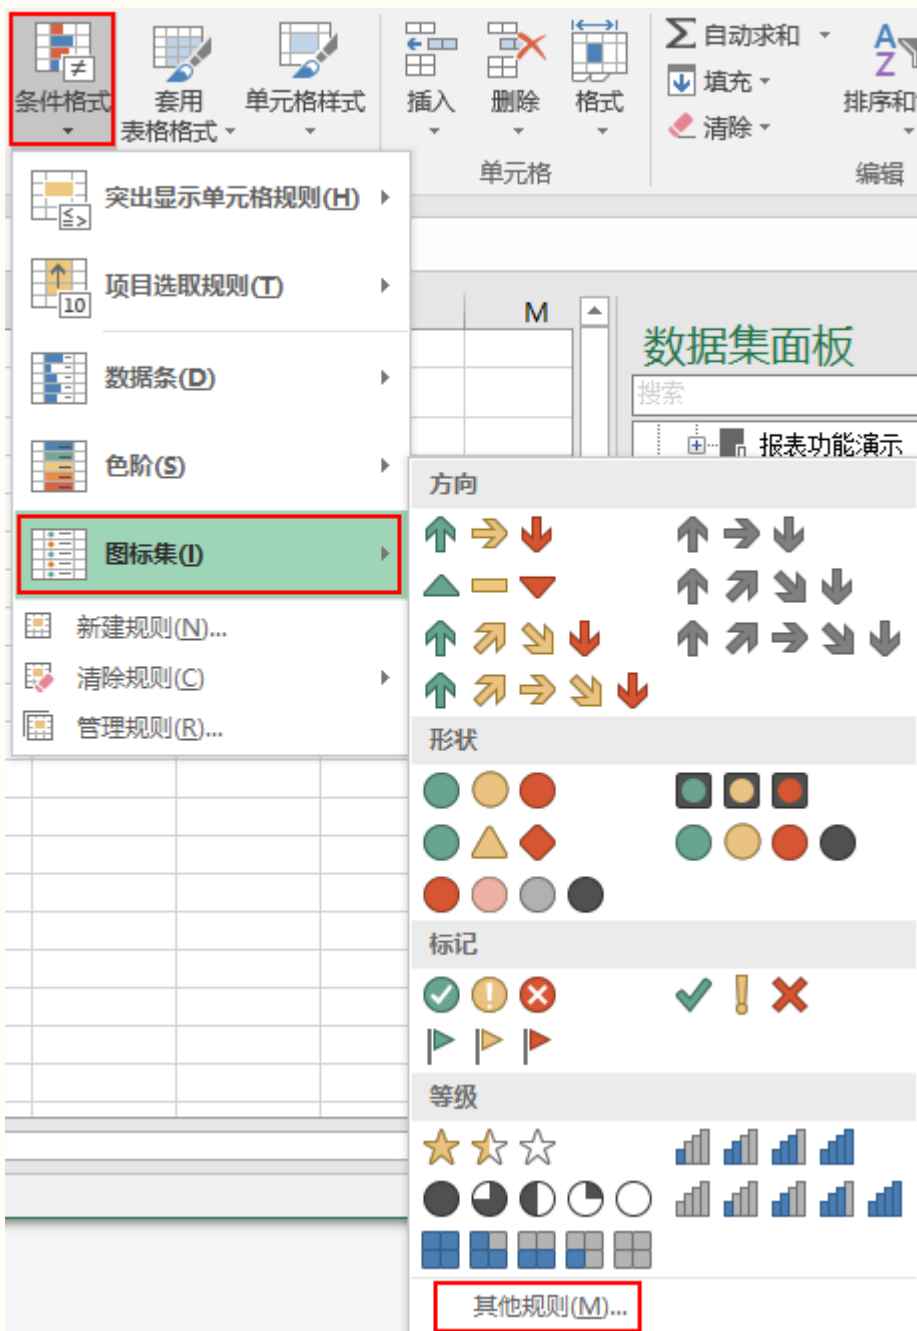 条件格式
套用
表格格式
单元格样式
插入
删除
格式
单元格
自动求和
填充
清除
A
Z
排序和
编辑
突出显示单元格规则(H)
10
项目选取规则(T)
数据条(D)
色阶(S)
图标集(I)
新建规则(N)...
清除规则(C)
管理规则(R)...
M
数据集面板
搜索
报表功能演示
方向
形状
标记
等级
其他规则(M)...